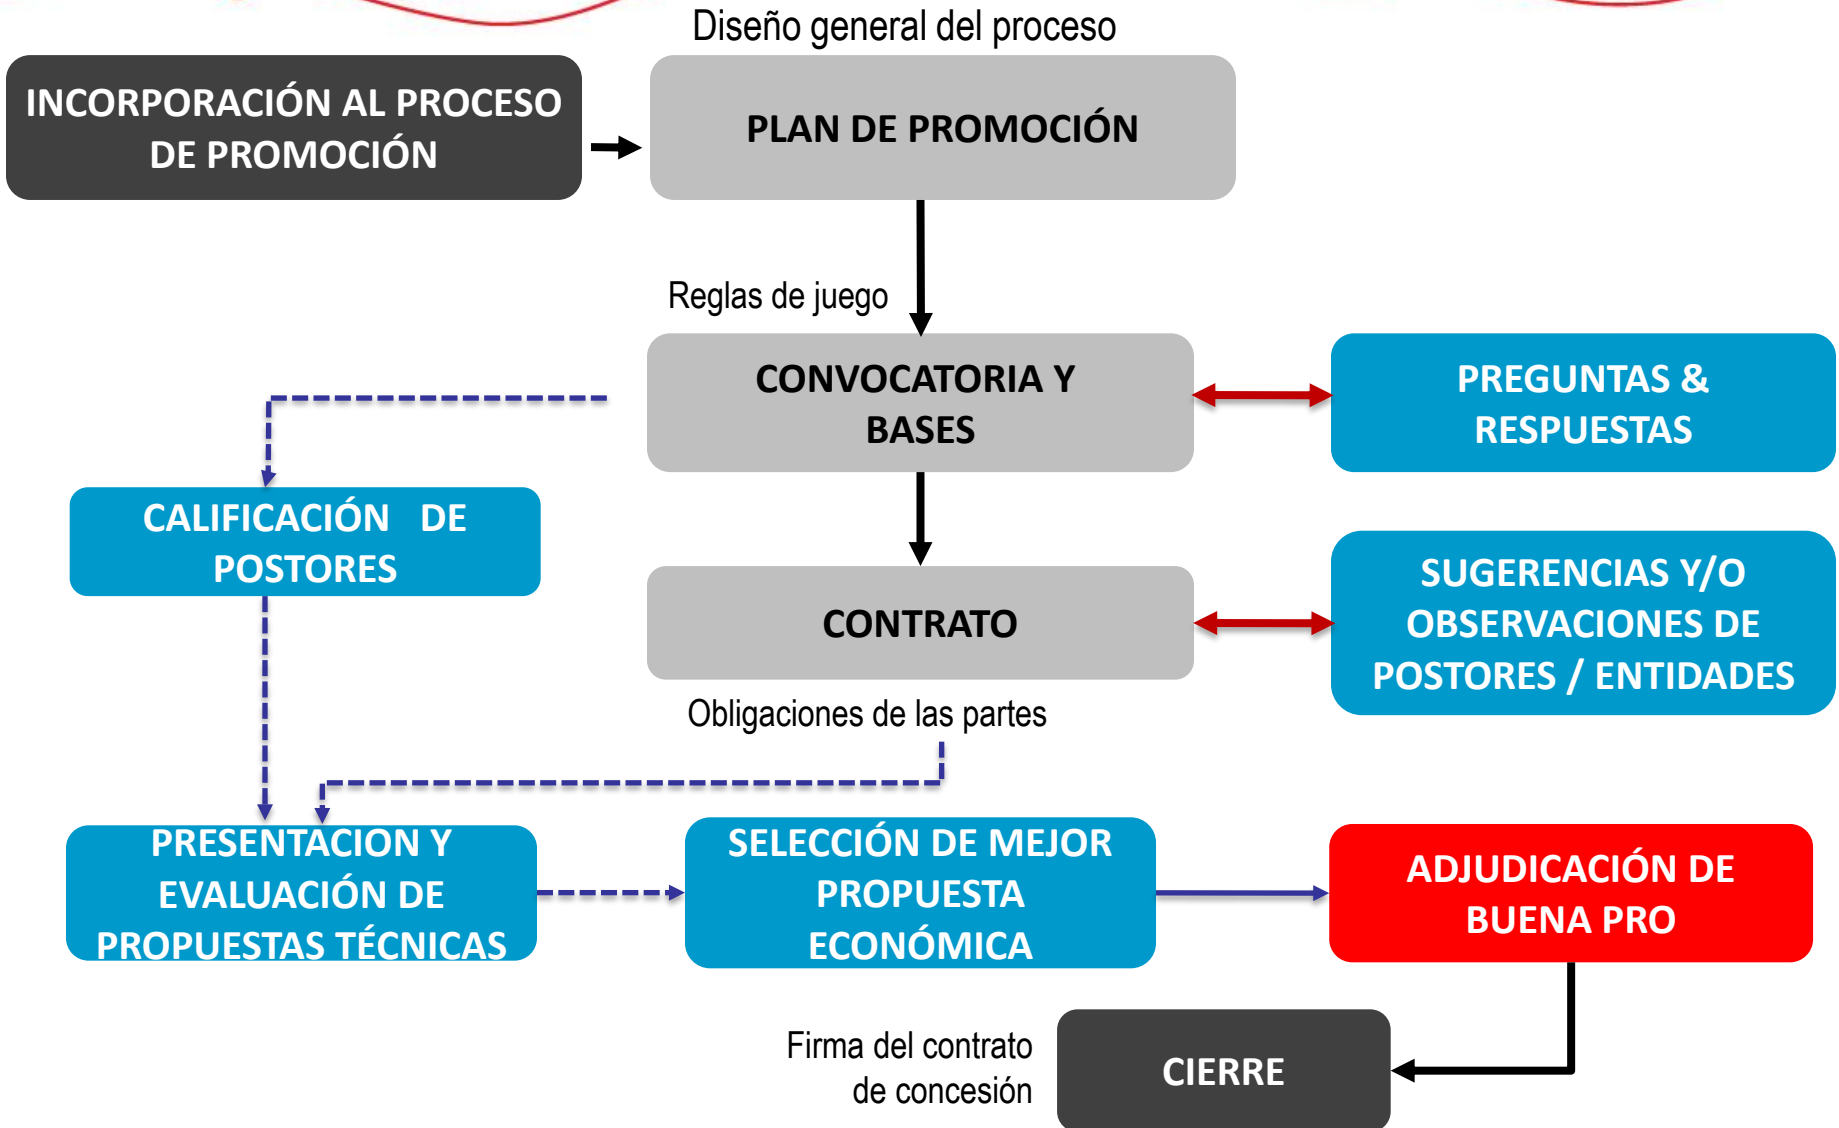 Diseño general del proceso
INCORPORACIÓN AL PROCESO
DE PROMOCIÓN
PLAN DE PROMOCIÓN
Reglas de juego
CONVOCATORIA Y
BASES
PREGUNTAS &
RESPUESTAS
CALIFICACIÓN DE
POSTORES
CONTRATO
SUGERENCIAS Y/O
OBSERVACIONES DE
POSTORES / ENTIDADES
Obligaciones de las partes
PRESENTACION Y
EVALUACIÓN DE
PROPUESTAS TÉCNICAS
SELECCIÓN DE MEJOR
PROPUESTA
ECONÓMICA
ADJUDICACIÓN DE
BUENA PRO
Firma del contrato
de concesión
CIERRE